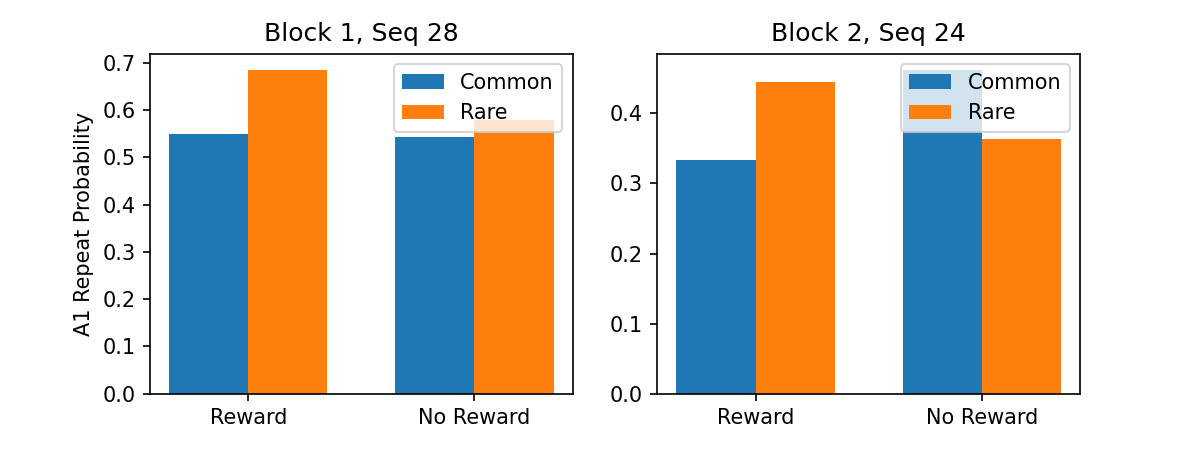 Block 1, Seq 28
A1 Repeat Probability
0.7
0.6
0.5
0.4
0.3
0.2
0.1
0.0
Common
Rare
Reward
No Reward
Block 2, Seq 24
0.4
0.3
0.2
0.1
0.0
Common
Rare
Reward
No Reward